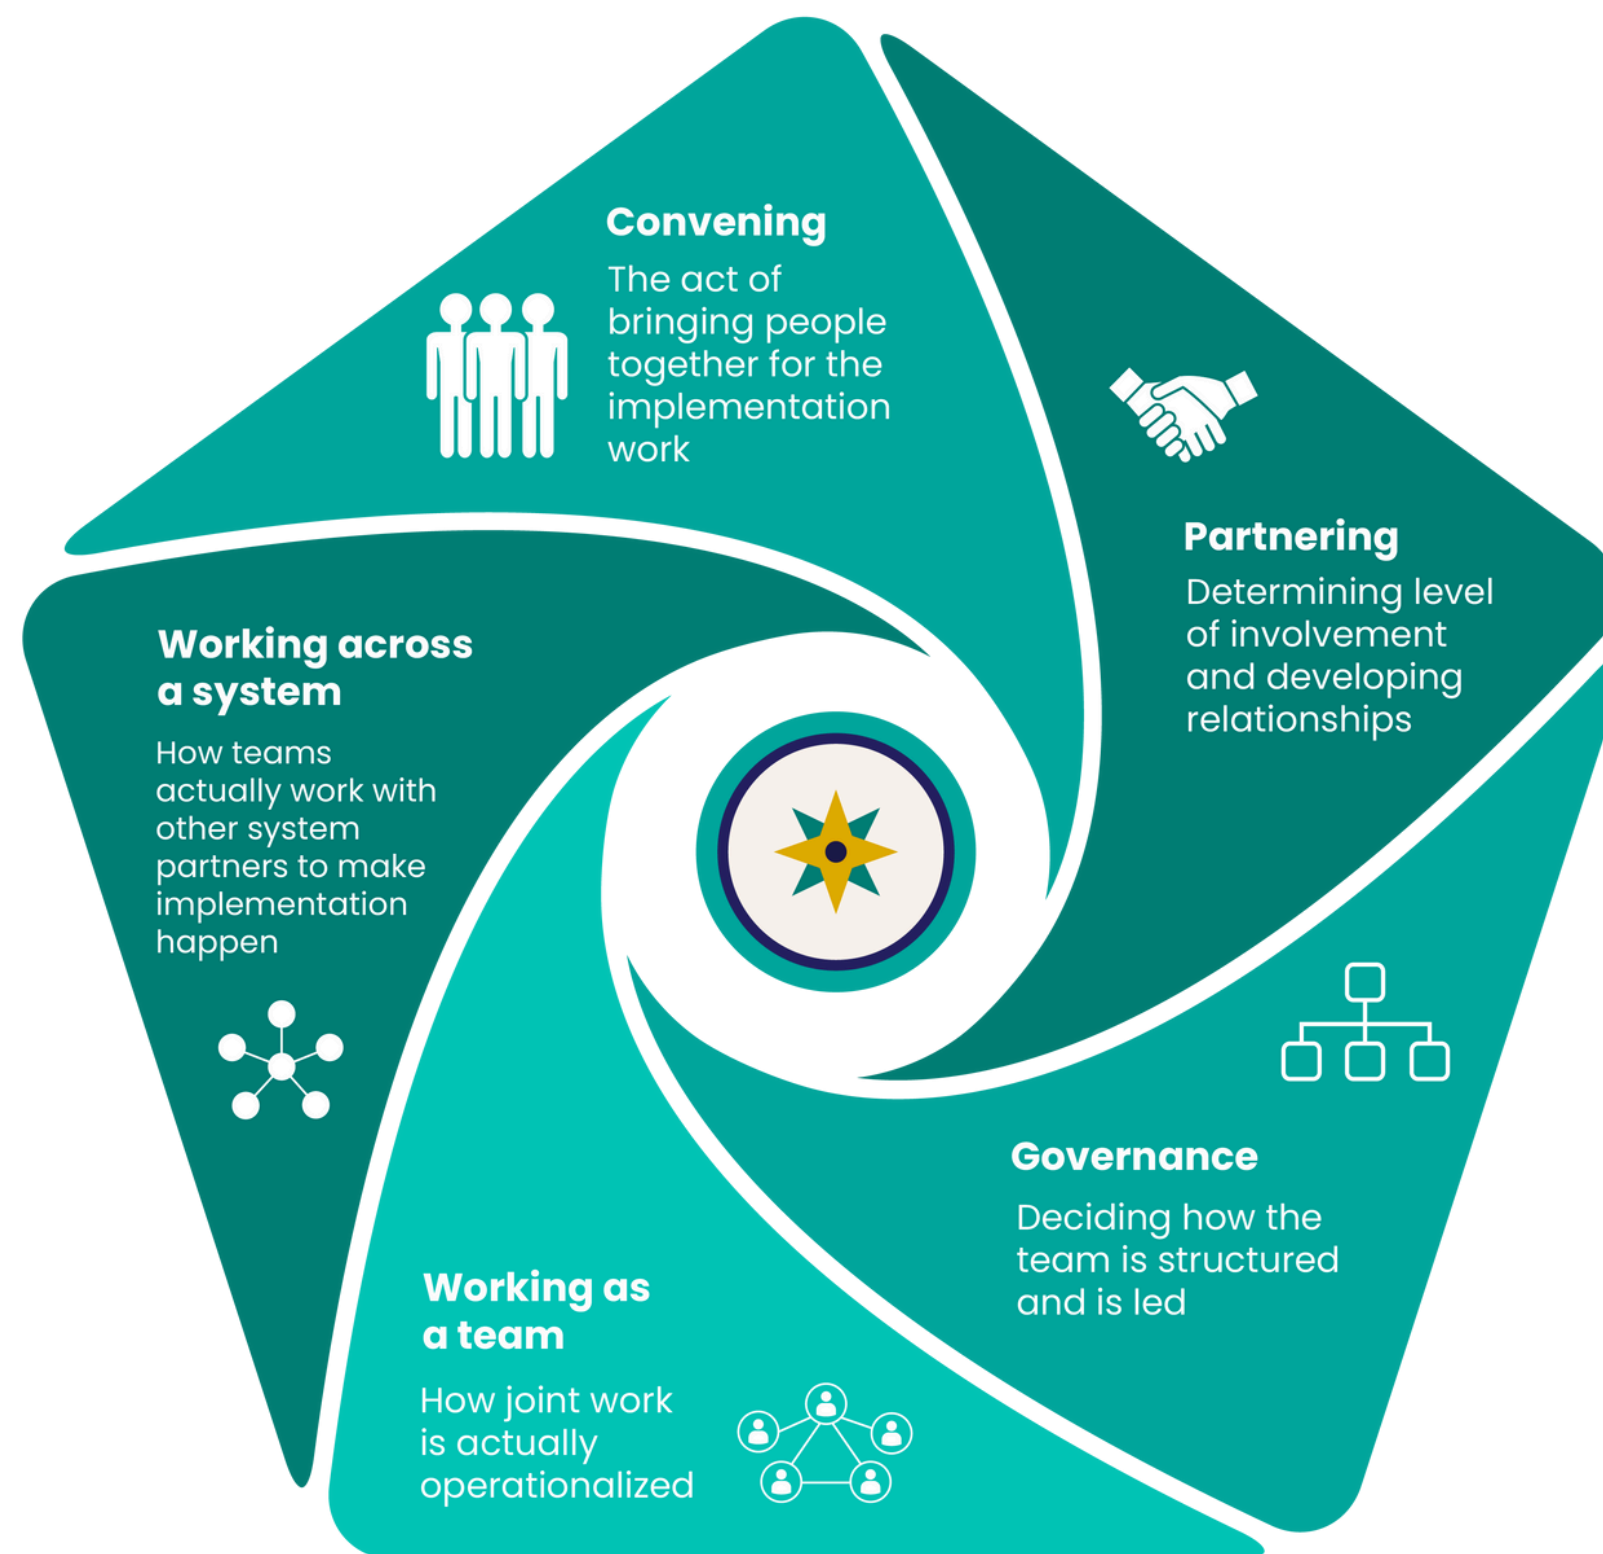 Convening
The act of
bringing people
together for the
implementation
work
Partnering
Determining level
of involvement
and developing
relationships
Governance
Deciding how the
team is structured
and is led
Working as
a team
How joint work
is actually
operationalized
Working across
a system
How teams
actually work with
other system
partners to make
implementation
happen